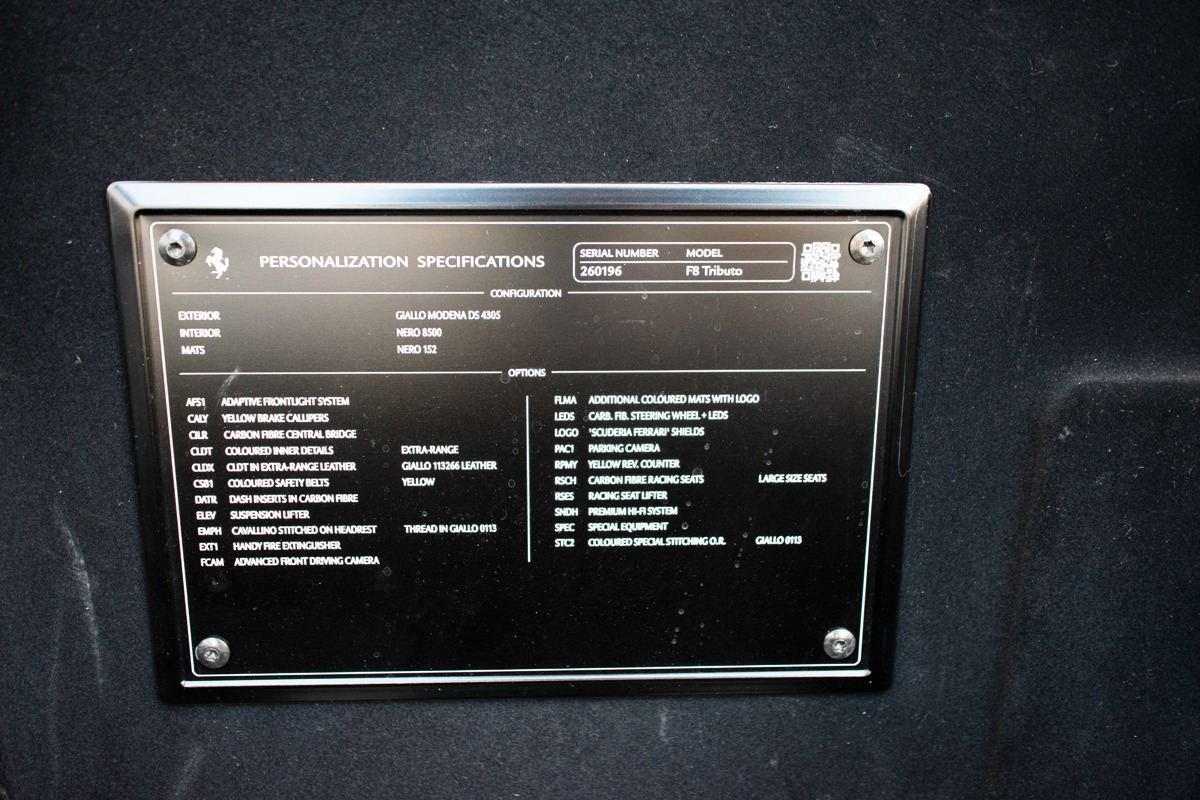 PERSONALIZATION SPECIFICATIONS
SERIAL NUMBER MODEL
260196 F8 Tributo
CONFIGURATION
EXTERIOR GIALLO MODENA DS 4305
INTERIOR NERO 8500
MATS NERO 152
OPTIONS
AFS1 ADAPTIVE FRONTLIGHT SYSTEM
CALY YELLOW BRAKE CALLIPERS
CILR CARBON FIBRE CENTRAL BRIDGE
CLDT COLOURED INNER DETAILS EXTRA-RANGE
CLDX CLDT IN EXTRA-RANGE LEATHER GIALLO 113266 LEATHER
CSB1 COLOURED SAFETY BELTS YELLOW
DATR DASH INSERTS IN CARBON FIBRE
ELEV SUSPENSION LIFTER
EMPH CAVALLINO STITCHED ON HEADREST THREAD IN GIALLO 0113
EXT1 HANDY FIRE EXTINGUISHER
FCAM ADVANCED FRONT DRIVING CAMERA
FLMA ADDITIONAL COLOURED MATS WITH LOGO
LEDS CARB. FIB. STEERING WHEEL + LEDS
LOGO 'SCUDERIA FERRARI' SHIELDS
PAC1 PARKING CAMERA
RPMY YELLOW REV. COUNTER
RSCH CARBON FIBRE RACING SEATS LARGE SIZE SEATS
RSES RACING SEAT LIFTER
SNDH PREMIUM HI-FI SYSTEM
SPEC SPECIAL EQUIPMENT
STC2 COLOURED SPECIAL STITCHING O.R. GIALLO 0113